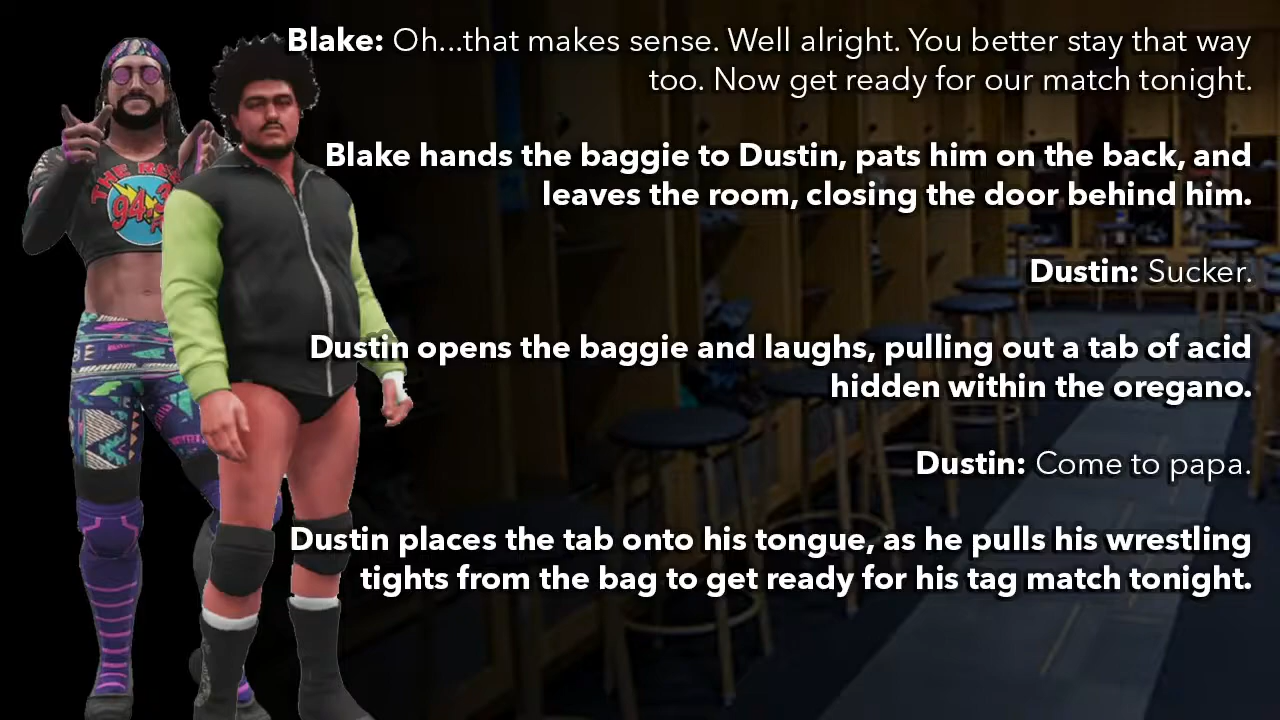 Blake: Oh...that makes sense. Well alright. You better stay that way
too. Now get ready for our match tonight.
Blake hands the baggie to Dustin, pats him on the back, and
leaves the room, closing the door behind him.
Dustin: Sucker.
Dustin opens the baggie and laughs, pulling out a tab of acid
hidden within the oregano.
Dustin: Come to papa.
Dustin places the tab onto his tongue, as he pulls his wrestling
tights from the bag to get ready for his tag match tonight.
THE
94